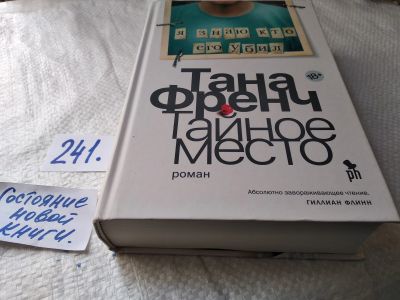 я знаю кто
его убил
18+
Тана
Френч
Тайное
место
роман
рп
Абсолютно завораживающее чтение.
ГИЛЛИАН ФЛИНН
241.
Состояние
новой
книги.